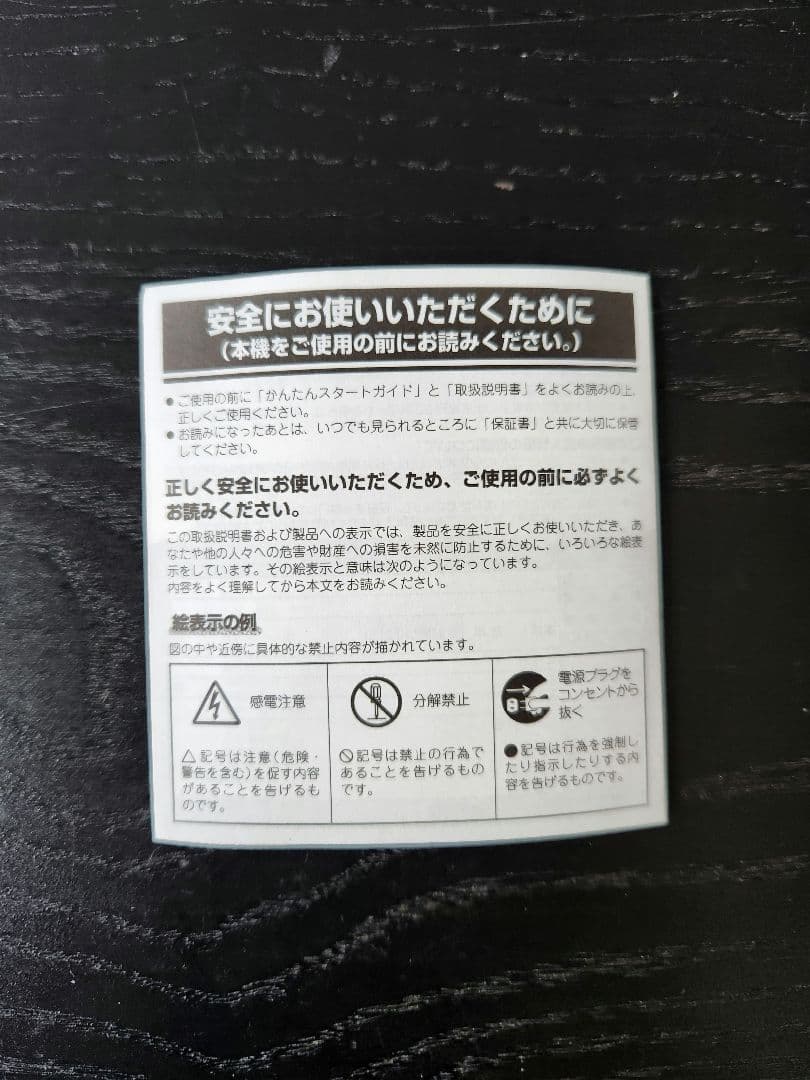 安全にお使いいただくために
(本機をご使用の前にお読みください。)
●ご使用の前に「かんたんスタートガイド」と「取扱説明書」をよくお読みの上、
正しくご使用ください。
●お読みになったあとは、いつでも見られるところに「保証書」と共に大切に保管
してください。
正しく安全にお使いいただくため、ご使用の前に必ずよく
お読みください。
この取扱説明書および製品への表示では、製品を安全に正しくお使いいただき、あ
なたや他の人々への危害や財産への損害を未然に防止するために、いろいろな絵表
示をしています。その絵表示と意味は次のようになっています。
内容をよく理解してから本文をお読みください。
絵表示の例
図の中や近傍に具体的な禁止内容が描かれています。
感電注意
△記号は注意(危険・
警告を含む)を促す内容
があることを告げるも
のです。
分解禁止
🚫記号は禁止の行為で
あることを告げるもの
です。
電源プラグを
コンセントから
抜く
●記号は行為を強制し
たり指示したりする内
容を告げるものです。